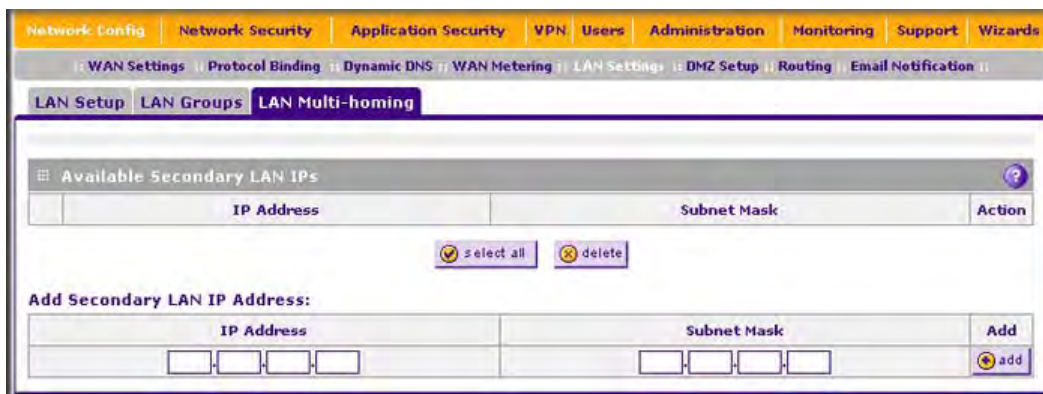 Network Config Network Security Application Security VPN Users Administration Monitoring Support Wizards
:: WAN Settings :: Protocol Binding :: Dynamic DNS :: WAN Metering :: LAN Settings :: DMZ Setup :: Routing :: Email Notification ::
LAN Setup LAN Groups LAN Multi-homing
Available Secondary LAN IPs ?
IP Address Subnet Mask Action
select all delete
Add Secondary LAN IP Address:
IP Address Subnet Mask Add
. . . . . . add